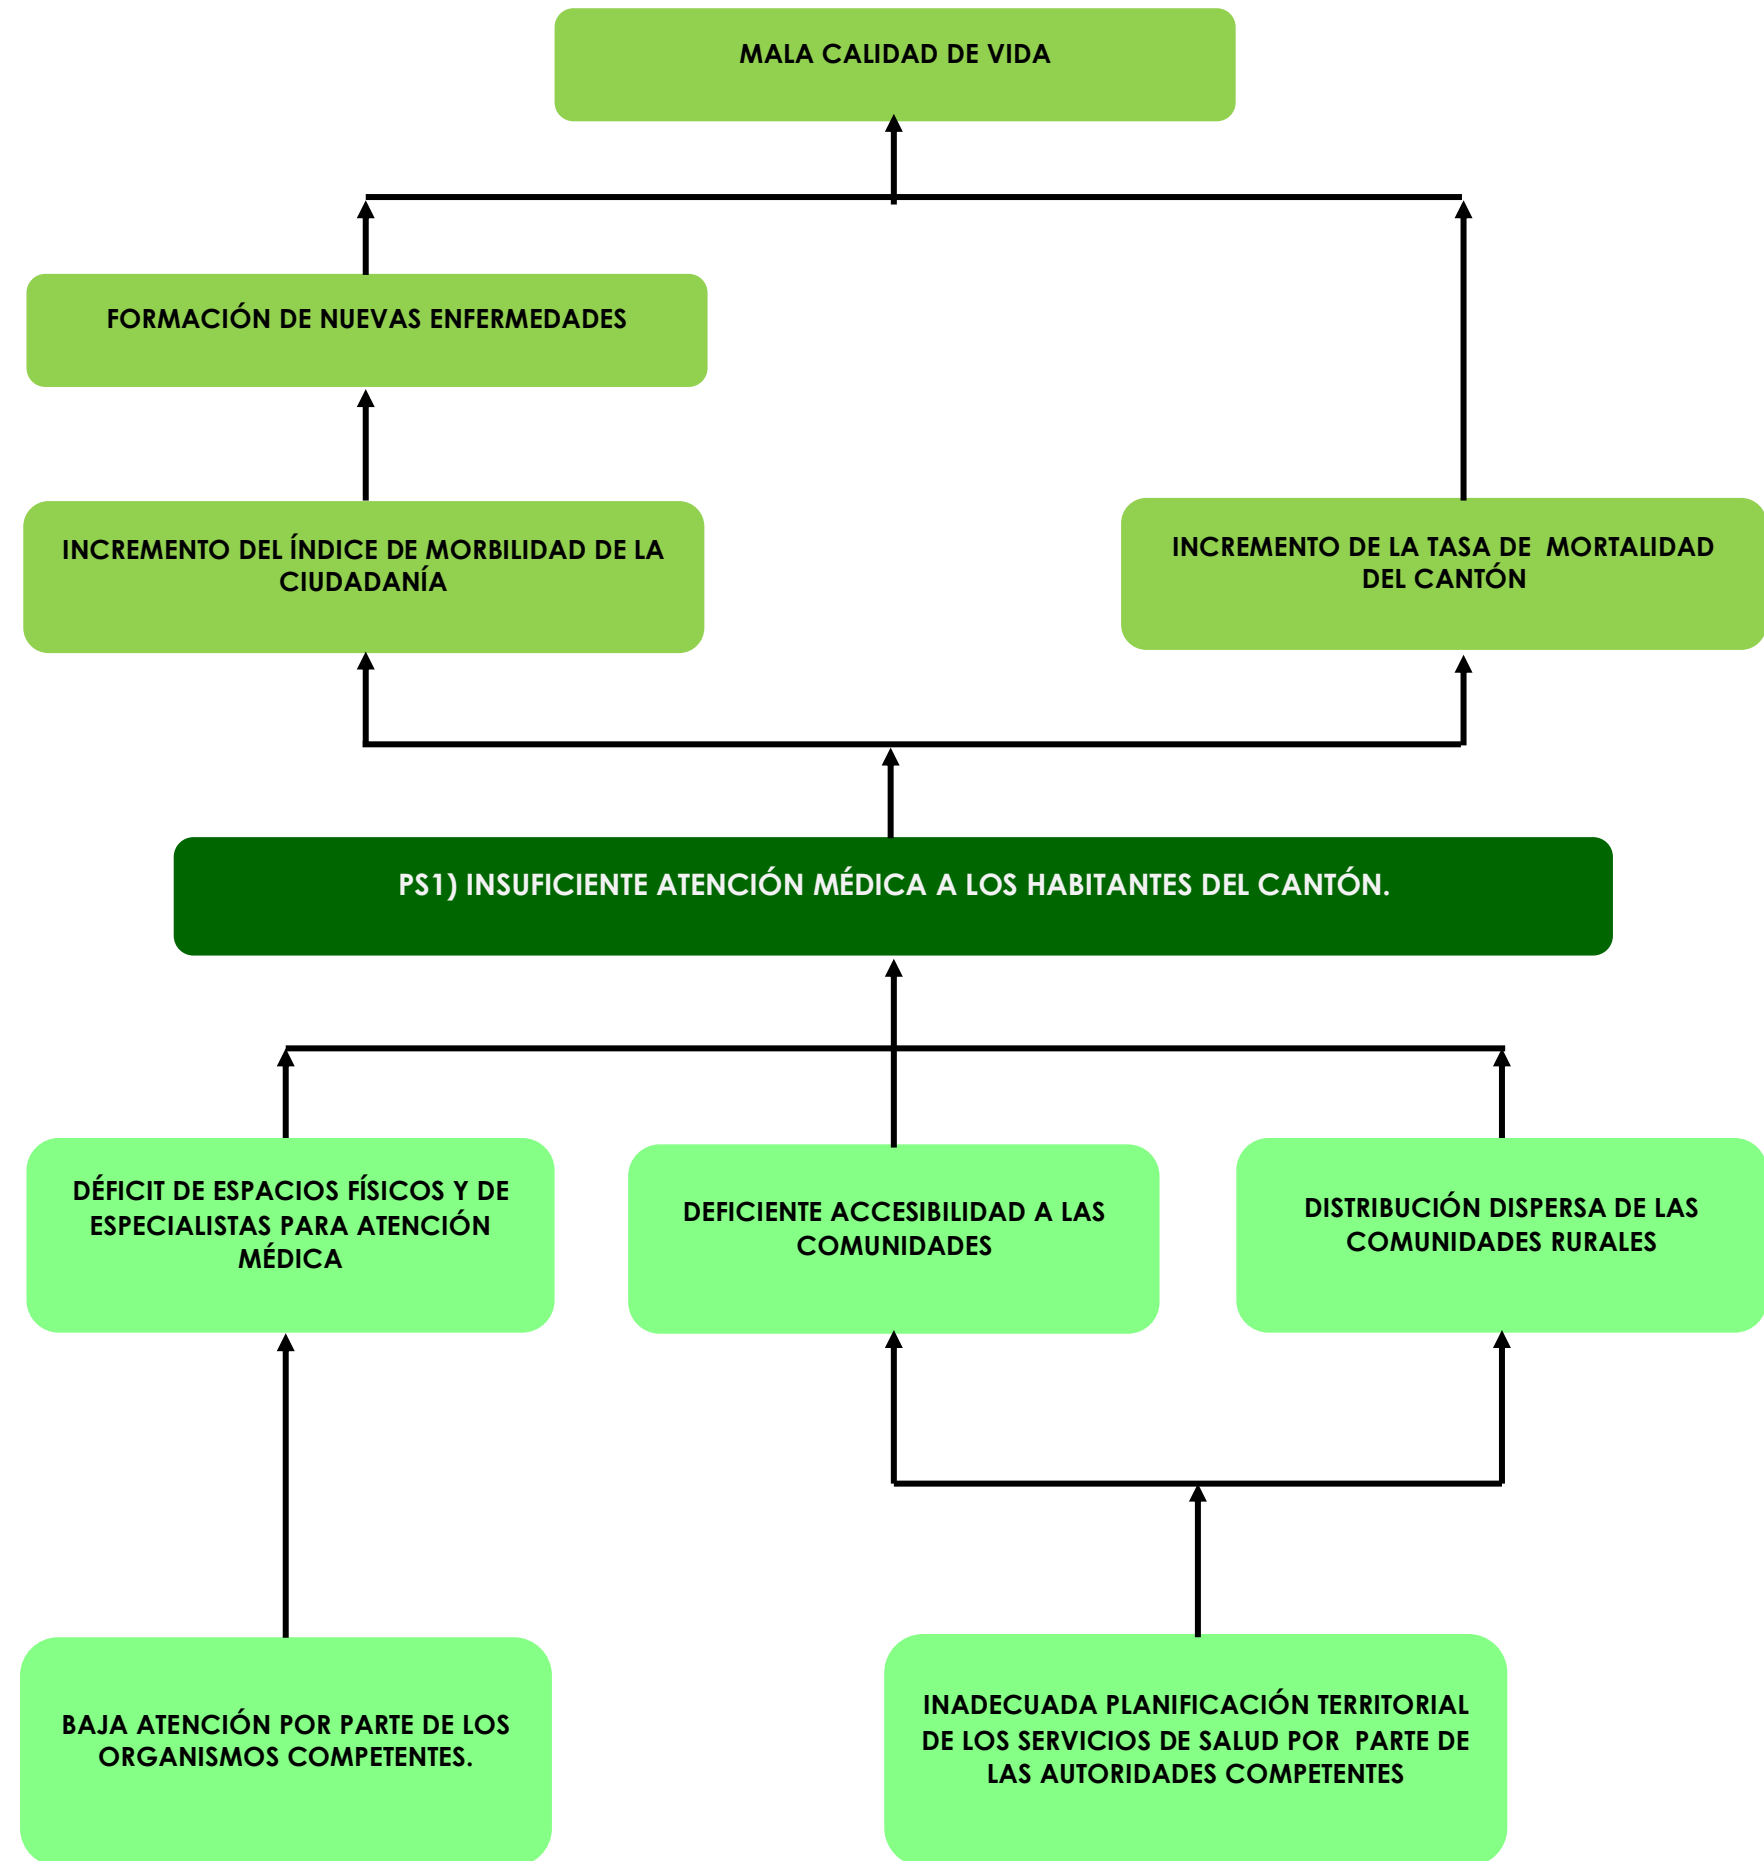 MALA CALIDAD DE VIDA
FORMACIÓN DE NUEVAS ENFERMEDADES
INCREMENTO DEL ÍNDICE DE MORBILIDAD DE LA
CIUDADANÍA
INCREMENTO DE LA TASA DE MORTALIDAD
DEL CANTÓN
PS1) INSUFICIENTE ATENCIÓN MÉDICA A LOS HABITANTES DEL CANTÓN.
DÉFICIT DE ESPACIOS FÍSICOS Y DE
ESPECIALISTAS PARA ATENCIÓN
MÉDICA
DEFICIENTE ACCESIBILIDAD A LAS
COMUNIDADES
DISTRIBUCIÓN DISPERSA DE LAS
COMUNIDADES RURALES
BAJA ATENCIÓN POR PARTE DE LOS
ORGANISMOS COMPETENTES.
INADECUADA PLANIFICACIÓN TERRITORIAL
DE LOS SERVICIOS DE SALUD POR PARTE DE
LAS AUTORIDADES COMPETENTES